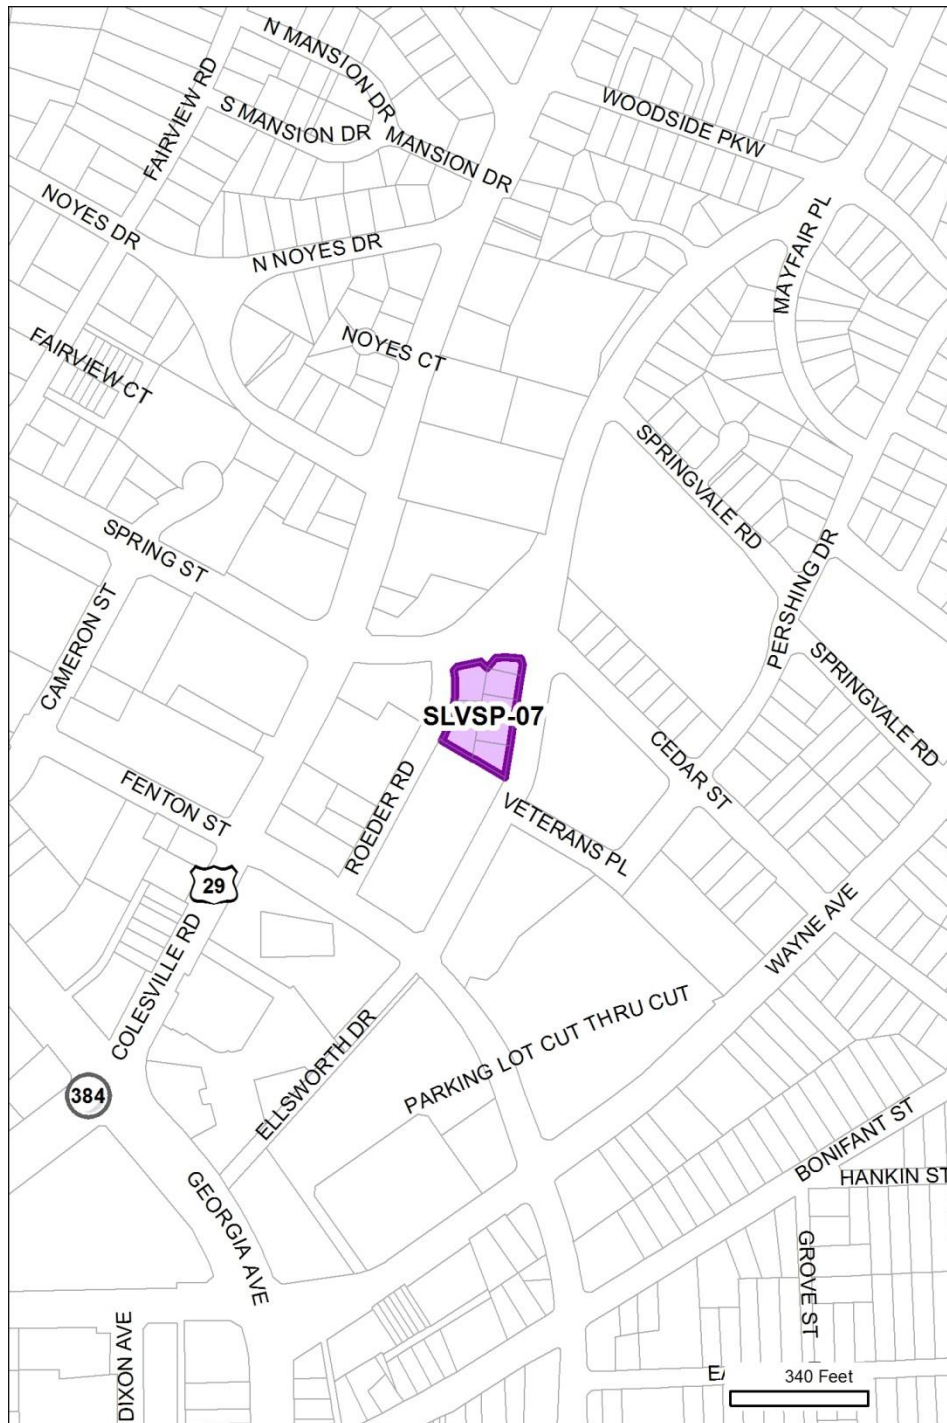 N MANSION DR
FAIRVIEW RD
S MANSION DR
MANSION DR
WOODSIDE PKW
NOYES DR
N NOYES DR
MAYFAIR PL
NOYES CT
FAIRVIEW CT
SPRINGVALE RD
SPRING ST
PERSHING DR
CAMERON ST
SPRINGVALE RD
SLVSP-07
CEDAR ST
FENTON ST
ROEDER RD
VETERANS PL
29
WAYNE AVE
COLESVILLE RD
PARKING LOT CUT THRU CUT
ELLSWORTH DR
384
BONIFANT ST
HANKIN ST
GEORGIA AVE
GROVE ST
DIXON AVE
340 Feet